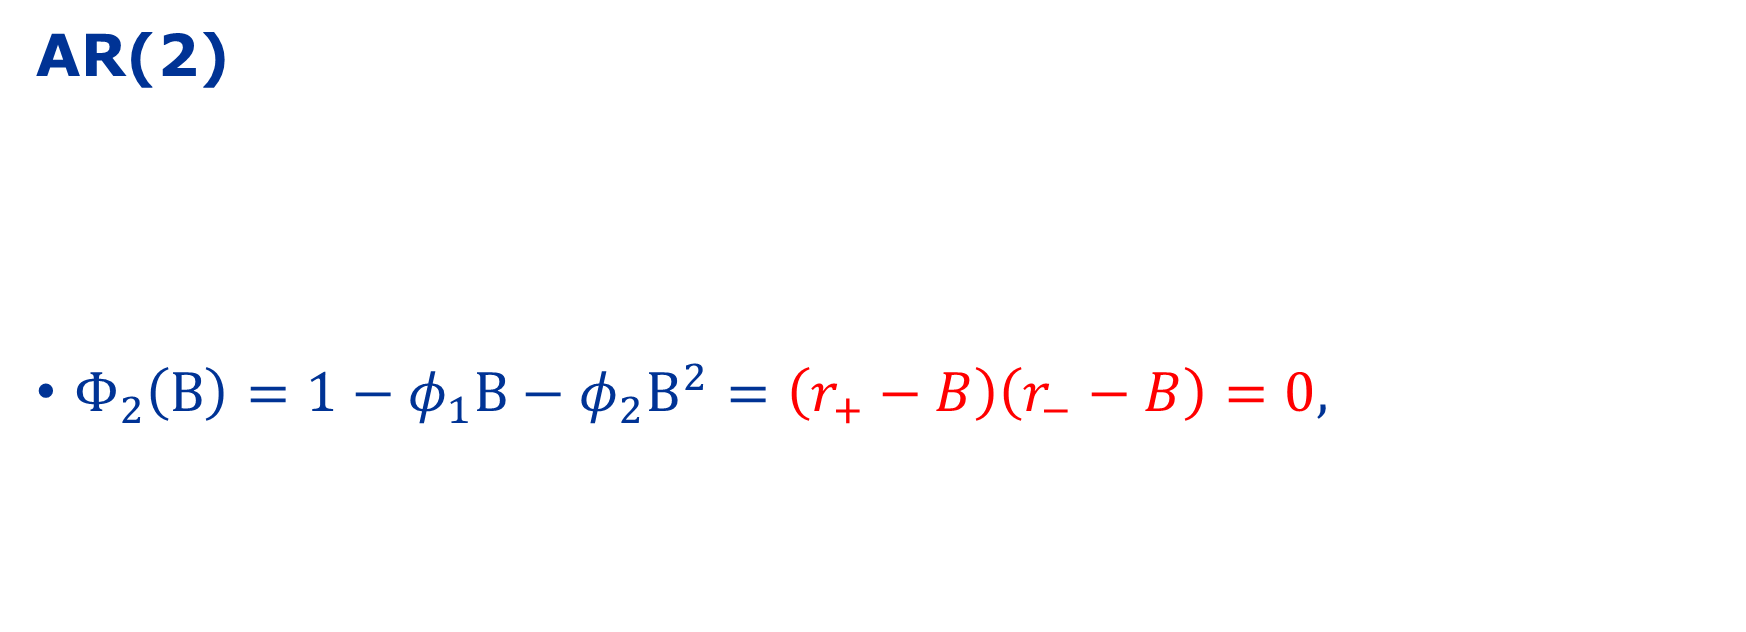 AR(2)
• Φ₂(B) = 1 − ϕ₁B − ϕ₂B² = (r₊ − B)(r₋ − B) = 0,